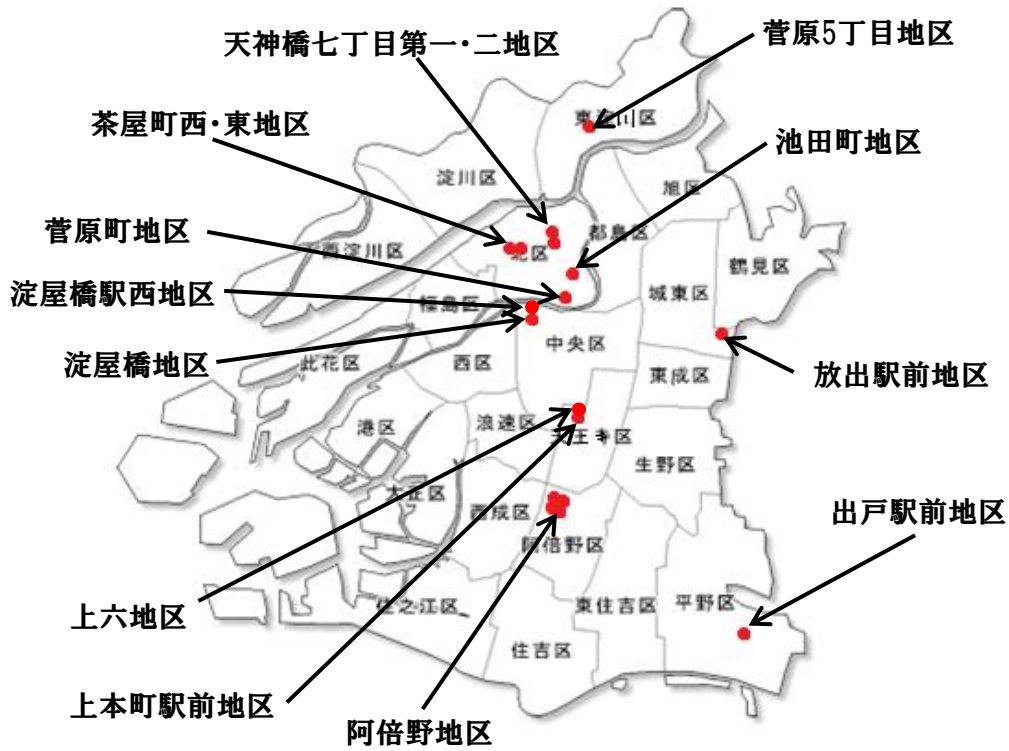 菅原5丁目地区
天神橋七丁目第一・二地区
茶屋町西・東地区
東淀川区
池田町地区
淀川区
旭区
菅原町地区
都島区
西淀川区
北区
鶴見区
淀屋橋駅西地区
城東区
福島区
中央区
淀屋橋地区
此花区
西区
東成区
放出駅前地区
港区
浪速区
天王寺区
生野区
大正区
西成区
出戸駅前地区
阿倍野区
上六地区
住之江区
東住吉区
平野区
住吉区
上本町駅前地区
阿倍野地区